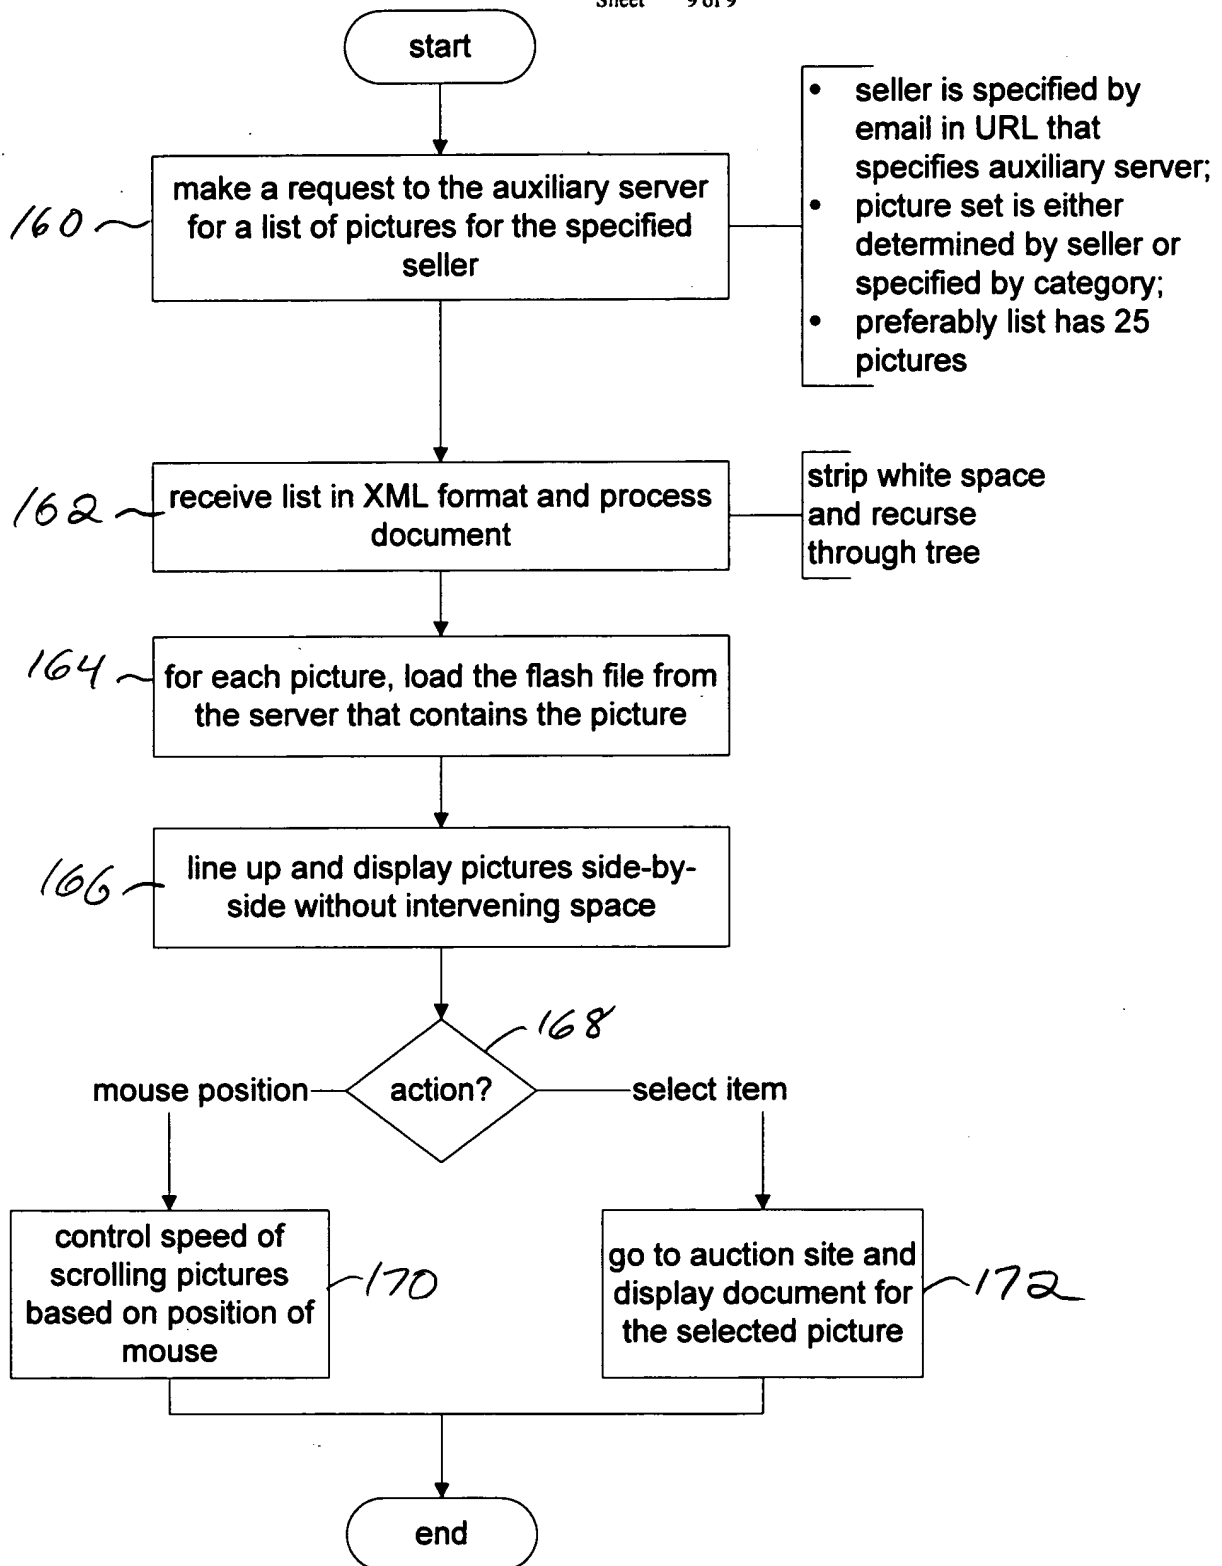 Sheet 9 of 9
start
160
make a request to the auxiliary server
for a list of pictures for the specified
seller
• seller is specified by
email in URL that
specifies auxiliary server;
• picture set is either
determined by seller or
specified by category;
• preferably list has 25
pictures
162
receive list in XML format and process
document
strip white space
and recurse
through tree
164
for each picture, load the flash file from
the server that contains the picture
166
line up and display pictures side-by-
side without intervening space
168
mouse position
action?
select item
control speed of
scrolling pictures
based on position of
mouse
170
go to auction site and
display document for
the selected picture
172
end